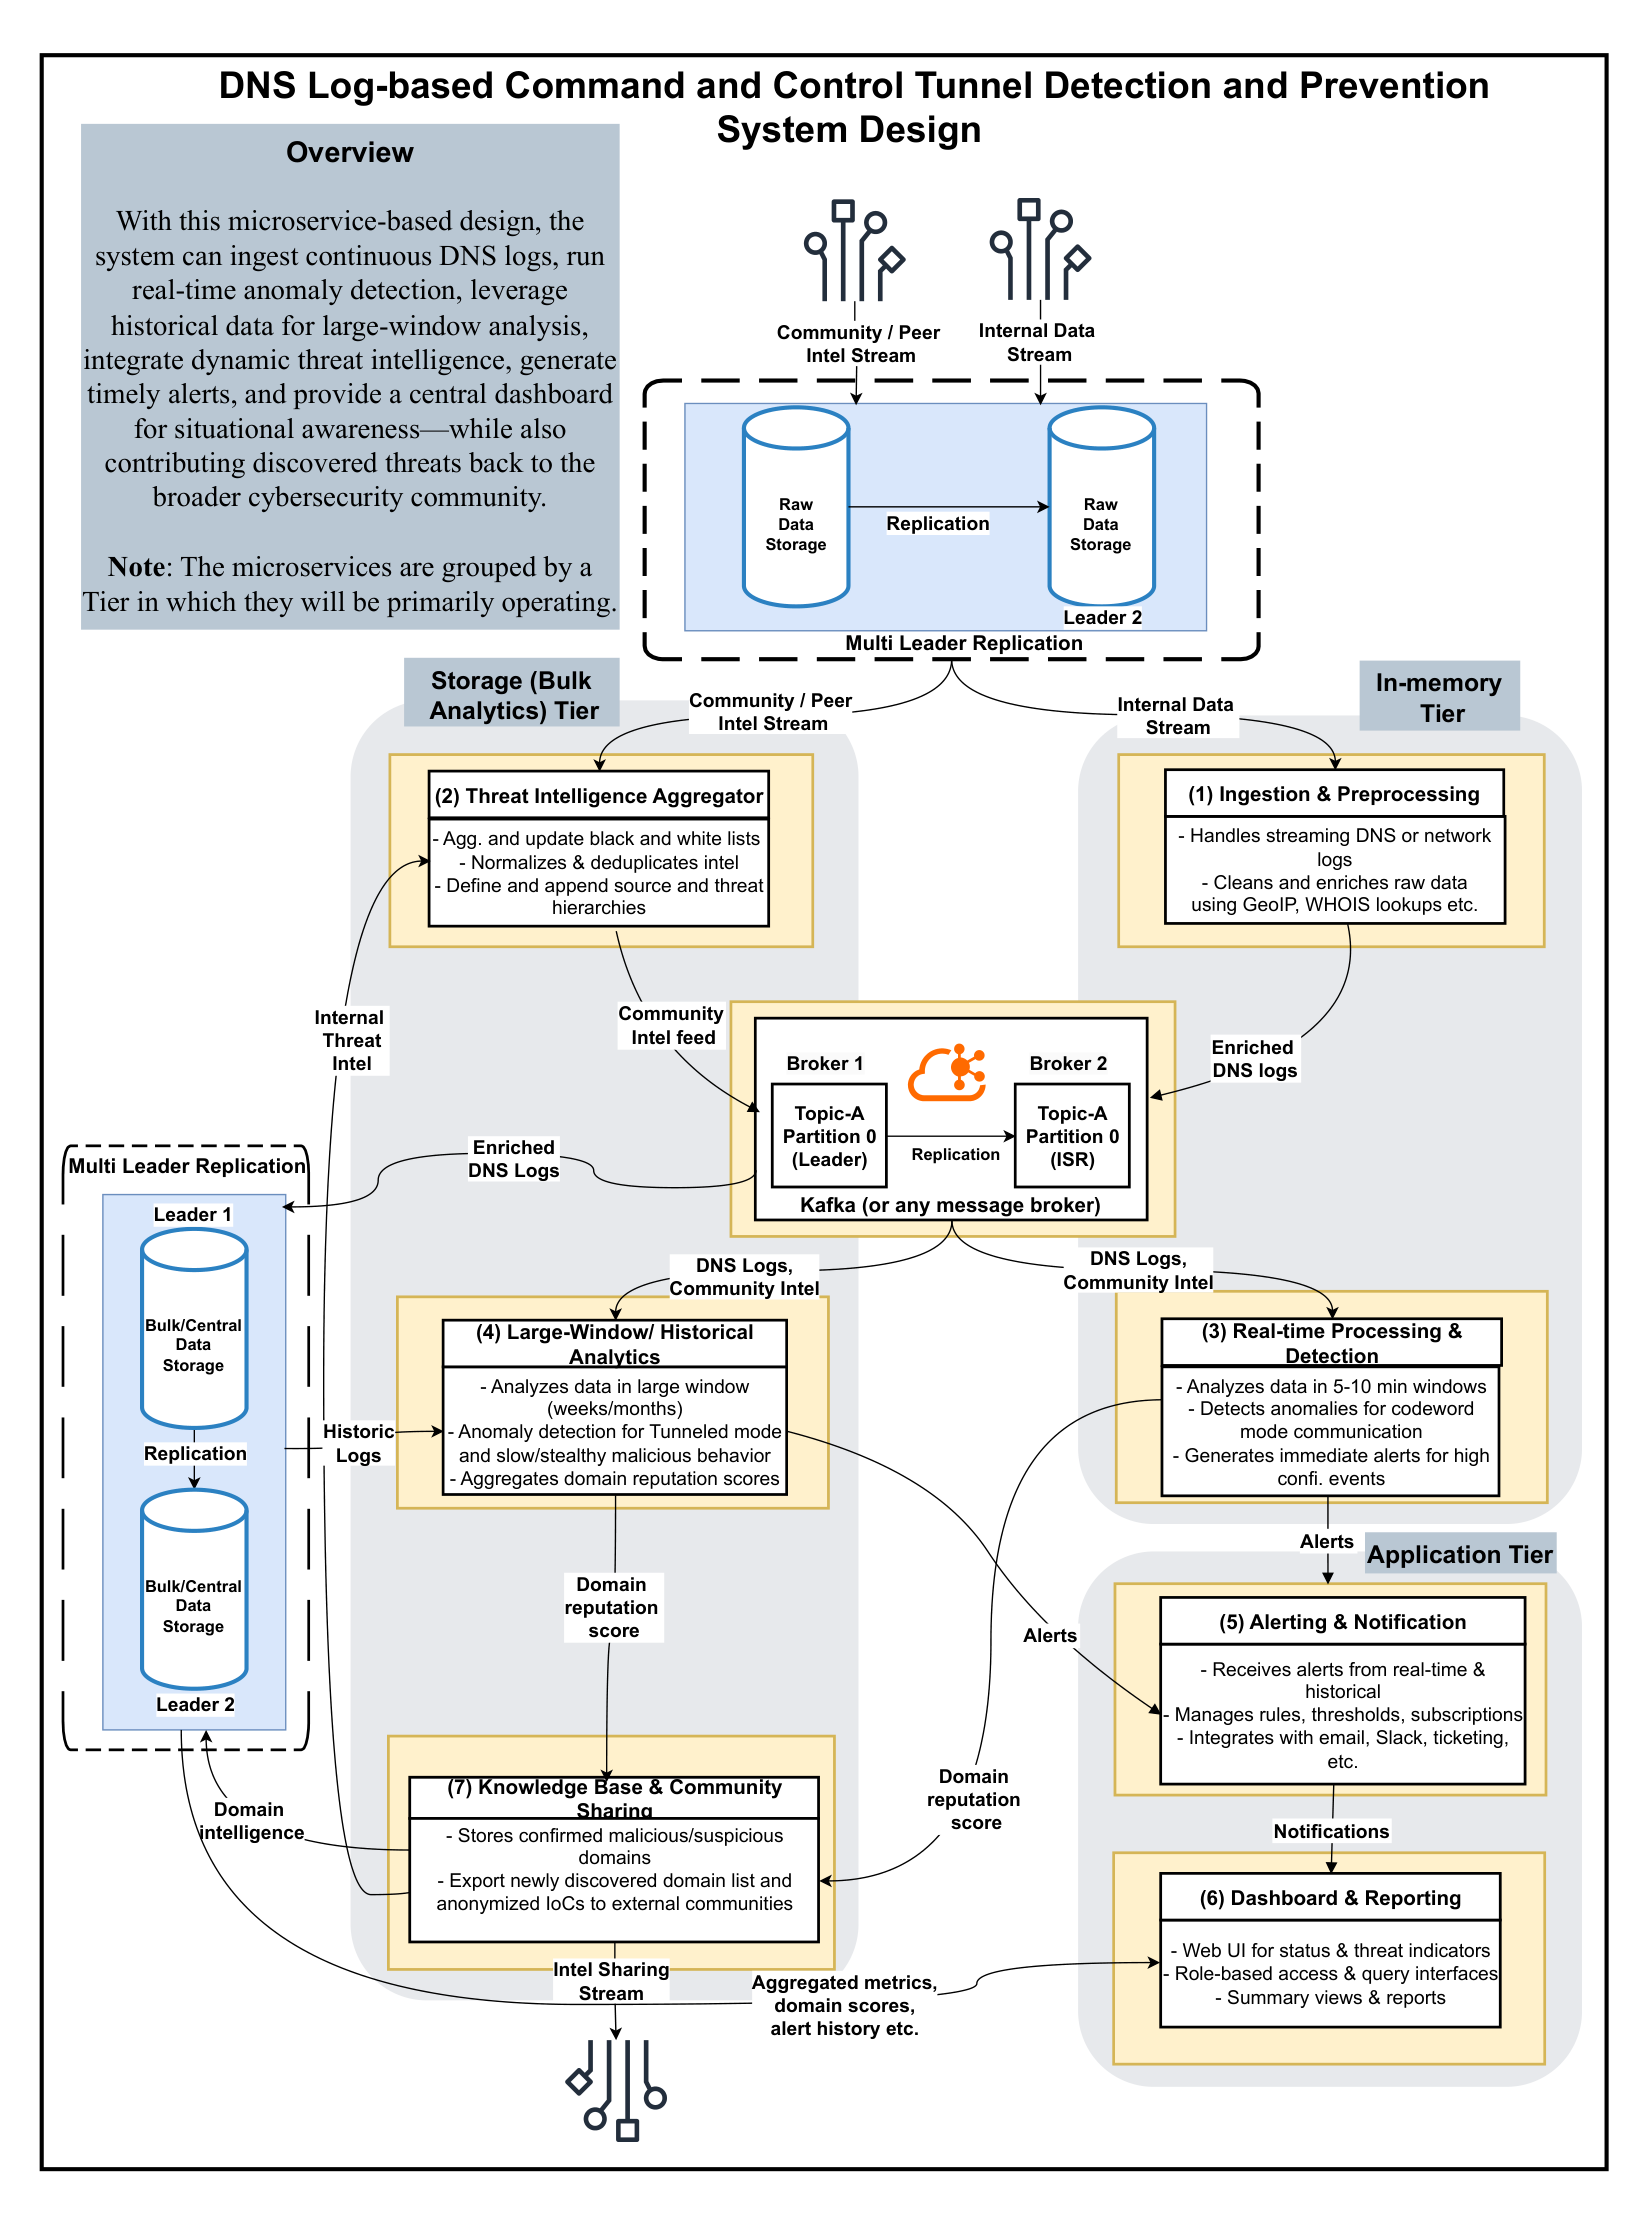 DNS Log-based Command and Control Tunnel Detection and Prevention
System Design
Overview
With this microservice-based design, the
system can ingest continuous DNS logs, run
real-time anomaly detection, leverage
historical data for large-window analysis,
integrate dynamic threat intelligence, generate
timely alerts, and provide a central dashboard
for situational awareness—while also
contributing discovered threats back to the
broader cybersecurity community.
Note: The microservices are grouped by a
Tier in which they will be primarily operating.
Community / Peer
Intel Stream
Internal Data
Stream
Raw
Data
Storage
Replication
Raw
Data
Storage
Leader 2
Multi Leader Replication
Storage (Bulk
Analytics) Tier
Community / Peer
Intel Stream
Internal Data
Stream
In-memory
Tier
(2) Threat Intelligence Aggregator
- Agg. and update black and white lists
- Normalizes & deduplicates intel
- Define and append source and threat
hierarchies
(1) Ingestion & Preprocessing
- Handles streaming DNS or network
logs
- Cleans and enriches raw data
using GeoIP, WHOIS lookups etc.
Internal
Threat
Intel
Community
Intel feed
Enriched
DNS logs
Broker 1
Broker 2
Topic-A
Partition 0
(Leader)
Replication
Topic-A
Partition 0
(ISR)
Kafka (or any message broker)
Enriched
DNS Logs
Multi Leader Replication
Leader 1
Bulk/Central
Data
Storage
Replication
Bulk/Central
Data
Storage
Leader 2
DNS Logs,
Community Intel
DNS Logs,
Community Intel
Historic
Logs
(4) Large-Window/ Historical
Analytics
- Analyzes data in large window
(weeks/months)
- Anomaly detection for Tunneled mode
and slow/stealthy malicious behavior
- Aggregates domain reputation scores
(3) Real-time Processing &
Detection
- Analyzes data in 5-10 min windows
- Detects anomalies for codeword
mode communication
- Generates immediate alerts for high
confi. events
Alerts
Application Tier
Domain
reputation
score
Alerts
(5) Alerting & Notification
- Receives alerts from real-time &
historical
- Manages rules, thresholds, subscriptions
- Integrates with email, Slack, ticketing,
etc.
Domain
reputation
score
Notifications
Domain
intelligence
(7) Knowledge Base & Community
Sharing
- Stores confirmed malicious/suspicious
domains
- Export newly discovered domain list and
anonymized IoCs to external communities
(6) Dashboard & Reporting
- Web UI for status & threat indicators
- Role-based access & query interfaces
- Summary views & reports
Intel Sharing
Stream
Aggregated metrics,
domain scores,
alert history etc.